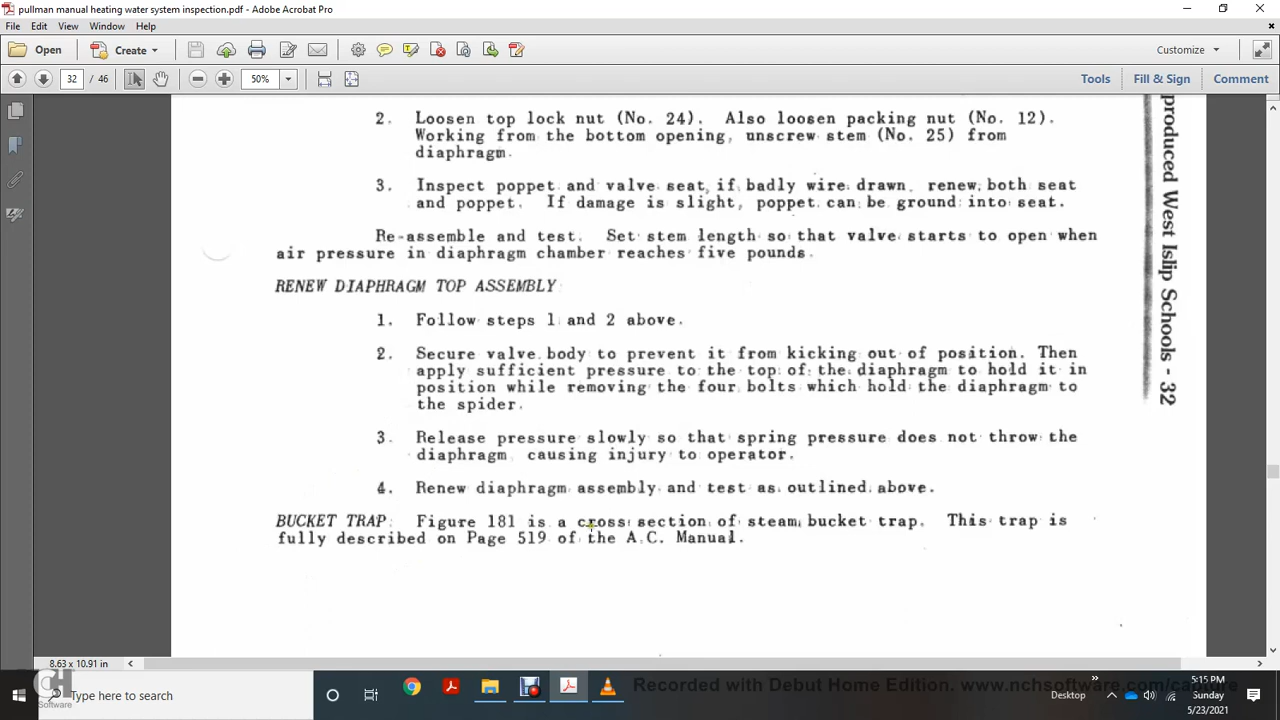 pullman manual heating water system inspection.pdf - Adobe Acrobat Pro
File Edit View Window Help
Open Create Customize
32 / 46 50% Tools Fill & Sign Comment
2. Loosen top lock nut (No. 24). Also loosen packing nut (No. 12).
Working from the bottom opening, unscrew stem (No. 25) from
diaphragm.
3. Inspect poppet and valve seat, if badly wire drawn, renew both seat
and poppet. If damage is slight, poppet can be ground into seat.
Re-assemble and test. Set stem length so that valve starts to open when
air pressure in diaphragm chamber reaches five pounds.
RENEW DIAPHRAGM TOP ASSEMBLY
1. Follow steps 1 and 2 above.
2. Secure valve body to prevent it from kicking out of position. Then
apply sufficient pressure to the top of the diaphragm to hold it in
position while removing the four bolts which hold the diaphragm to
the spider.
3. Release pressure slowly so that spring pressure does not throw the
diaphragm, causing injury to operator.
4. Renew diaphragm assembly and test as outlined above.
BUCKET TRAP: Figure 181 is a cross section of steam bucket trap. This trap is
fully described on Page 519 of the A.C. Manual.
produced West Islip Schools - 32
8.63 x 10.91 in
Software
Type here to search
Recorded with Debut Home Edition. www.nchsoftware.com/capture
Desktop
5:15 PM
Sunday
5/23/2021